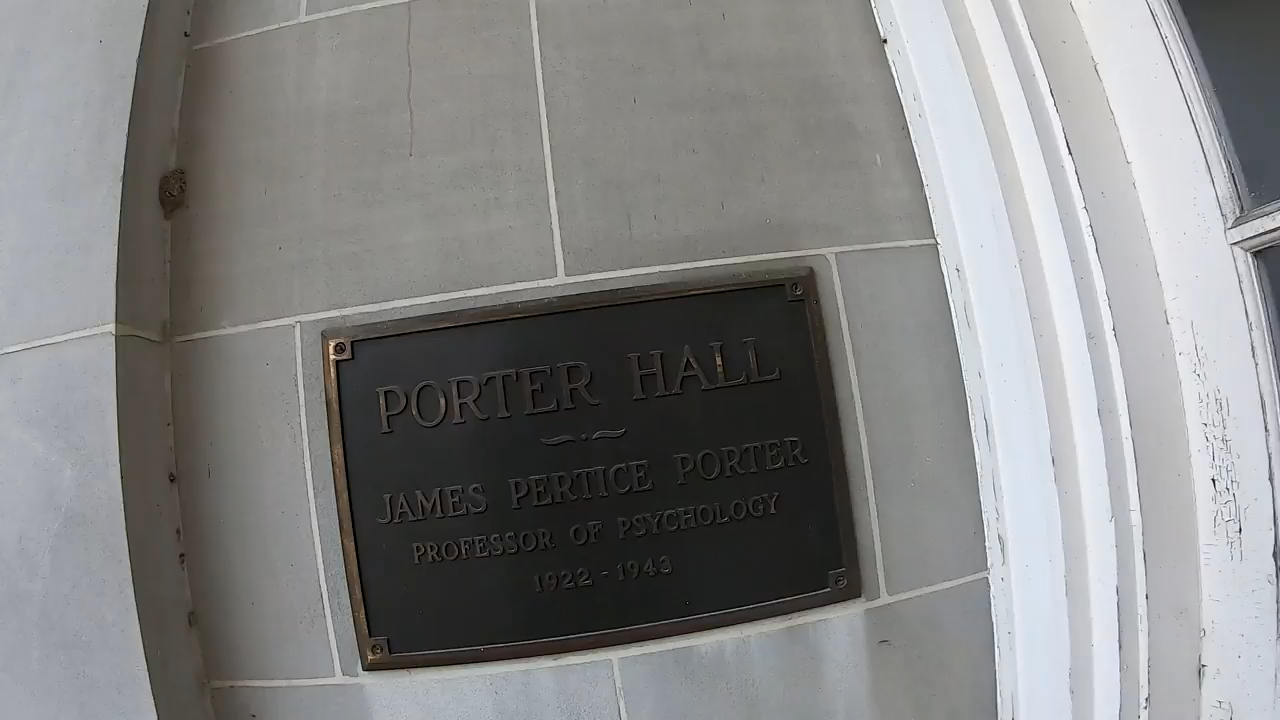 PORTER HALL
JAMES PERTICE PORTER
PROFESSOR OF PSYCHOLOGY
1922 - 1943